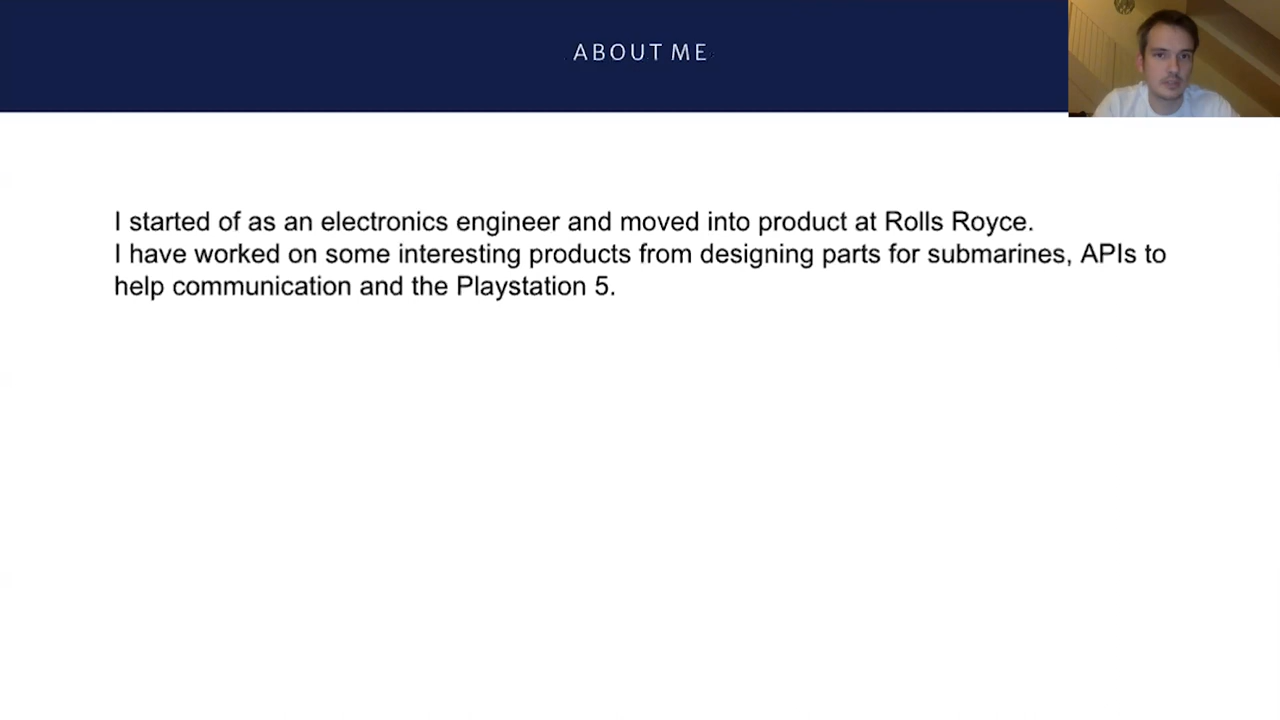 ABOUT ME
I started of as an electronics engineer and moved into product at Rolls Royce.
I have worked on some interesting products from designing parts for submarines, APIs to
help communication and the Playstation 5.